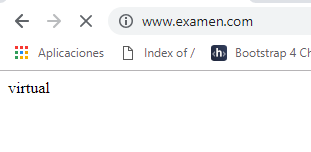 www.examen.com
Aplicaciones Index of / <h> Bootstrap 4 Ch
virtual